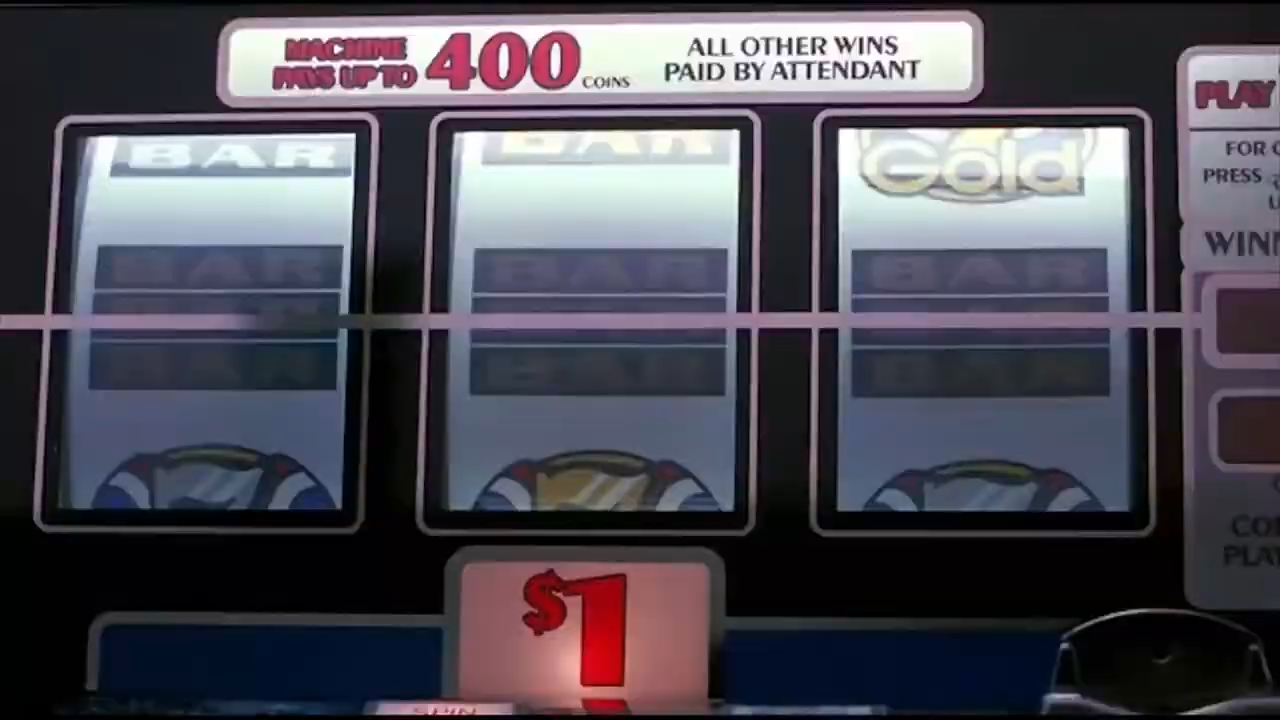 MACHINE
PAYS UP TO 400 COINS
ALL OTHER WINS
PAID BY ATTENDANT
PLAY
FOR
PRESS
BAR
BAR
Gold
BAR
BAR
BAR
BAR
BAR
BAR
$1
SPIN